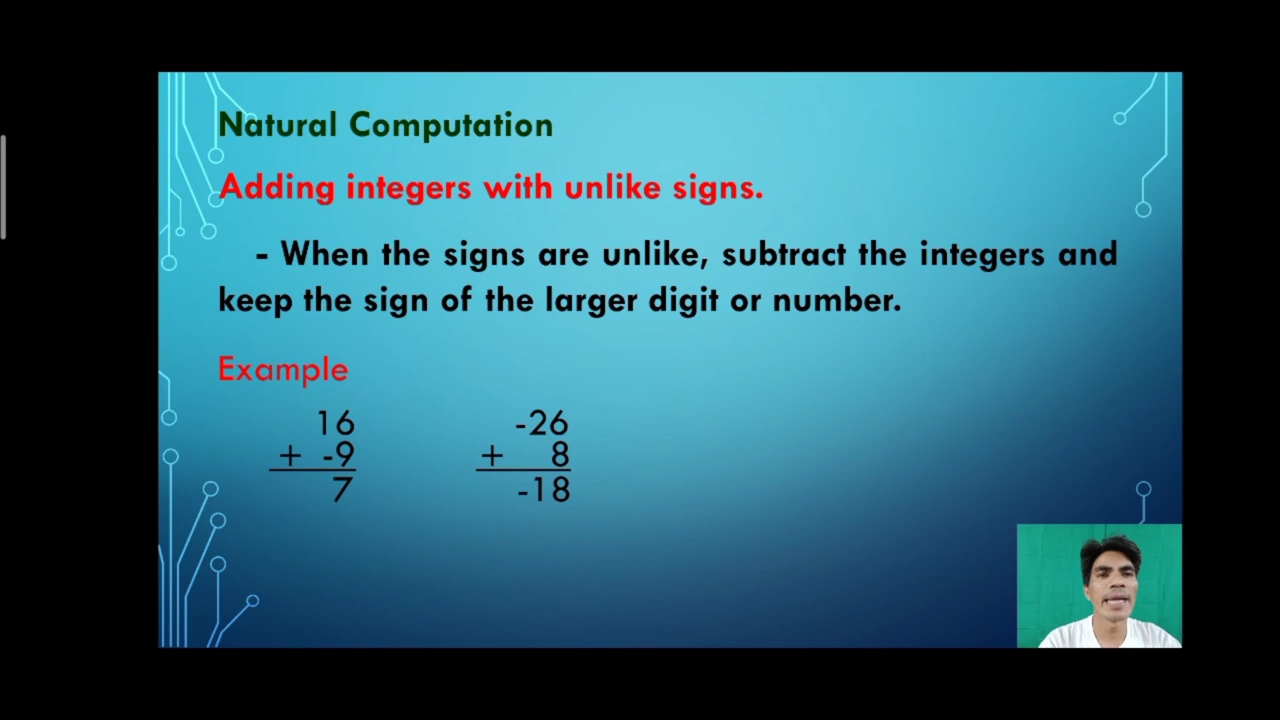 Natural Computation
Adding integers with unlike signs.
- When the signs are unlike, subtract the integers and
keep the sign of the larger digit or number.
Example
16 -26
+ -9 + 8
7 -18